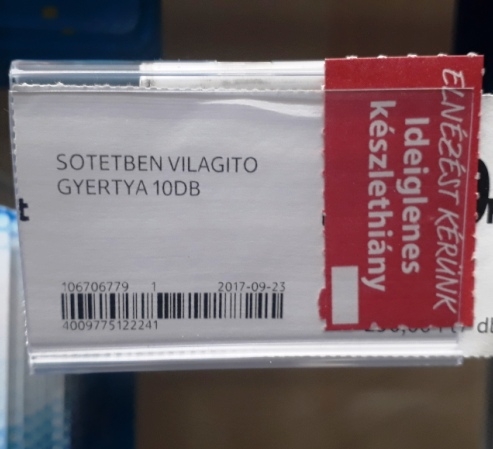 SOTETBEN VILAGITO
GYERTYA 10DB
106706779 1 2017-09-23
4009775122241
ELNÉZÉST KÉRÜNK
Ideiglenes
készlethiány